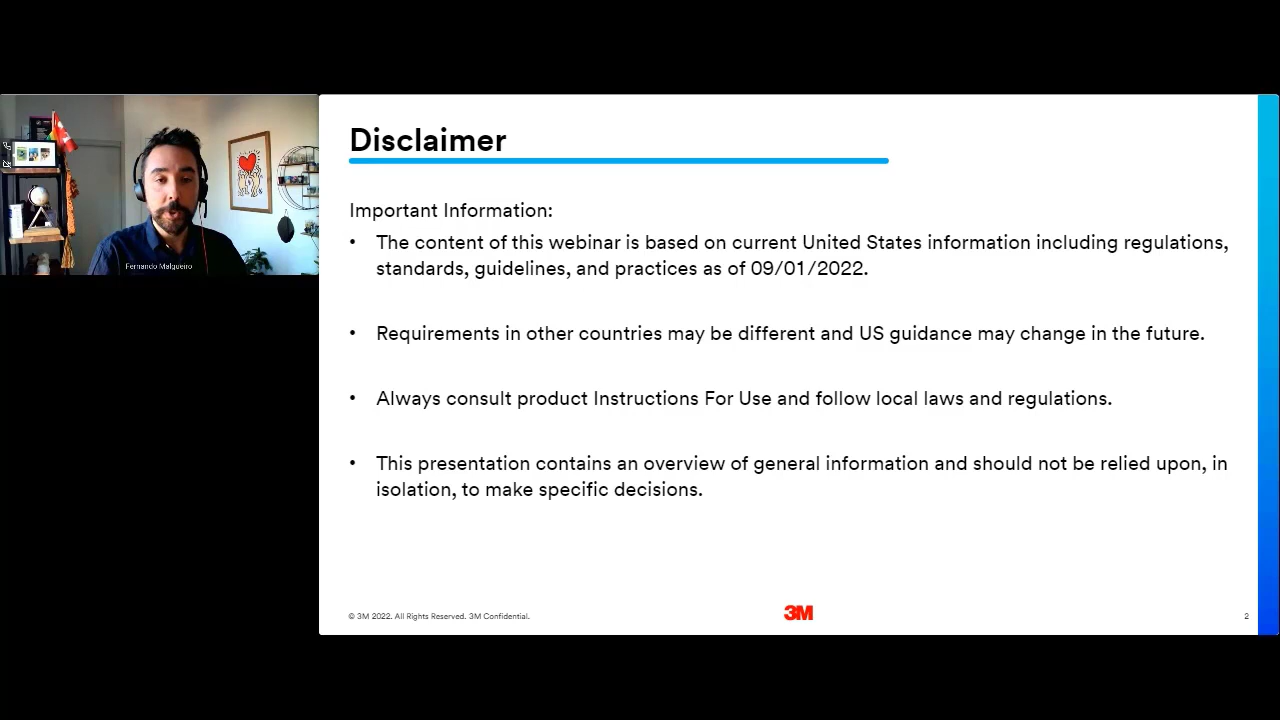 Fernando Malgueiro
Disclaimer
Important Information:
• The content of this webinar is based on current United States information including regulations,
standards, guidelines, and practices as of 09/01/2022.
• Requirements in other countries may be different and US guidance may change in the future.
• Always consult product Instructions For Use and follow local laws and regulations.
• This presentation contains an overview of general information and should not be relied upon, in
isolation, to make specific decisions.
© 3M 2022. All Rights Reserved. 3M Confidential.
3M
2